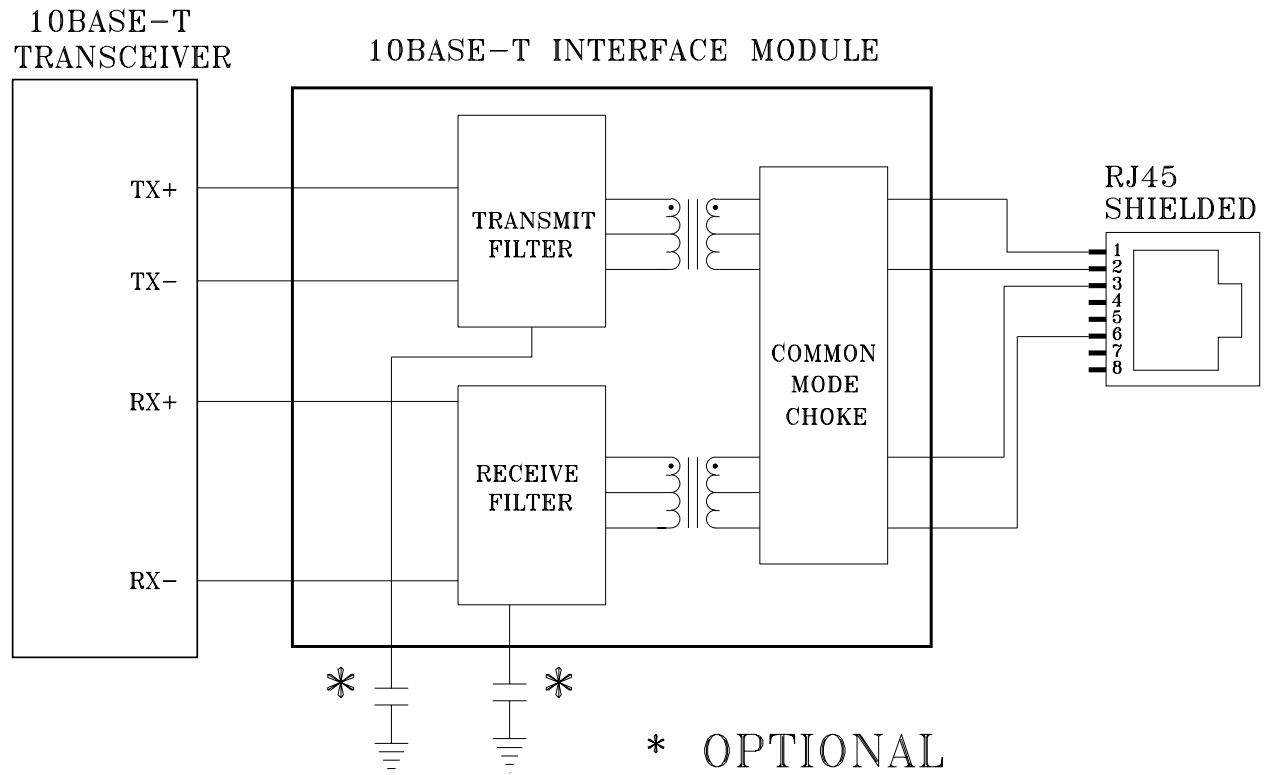 10BASE-T
TRANSCEIVER
10BASE-T INTERFACE MODULE
TX+
TX-
RX+
RX-
TRANSMIT
FILTER
RECEIVE
FILTER
COMMON
MODE
CHOKE
RJ45
SHIELDED
1
2
3
4
5
6
7
8
*
*
* OPTIONAL